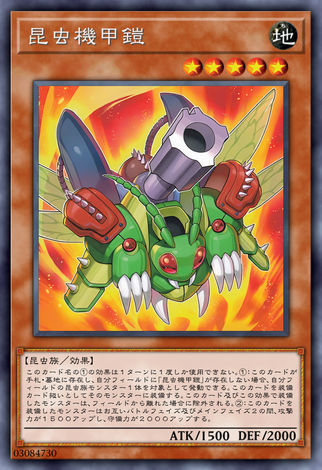 昆虫機甲鎧
地
【昆虫族／効果】
このカード名の①の効果は１ターンに１度しか使用できない。①：このカードが
手札・墓地に存在し、自分フィールドに「昆虫機甲鎧」が存在しない場合、自分フ
ィールドの昆虫族モンスター１体を対象として発動できる。このカードを装備
カード扱いとしてそのモンスターに装備する。このカード及びこの効果で装備
したモンスターは、フィールドから離れた場合に除外される。②：このカードを
装備したモンスターはお互いバトルフェイズ及びメインフェイズ２の間、攻撃
力が１５００アップし、守備力が２０００アップする。
ATK/1500 DEF/2000
03084730